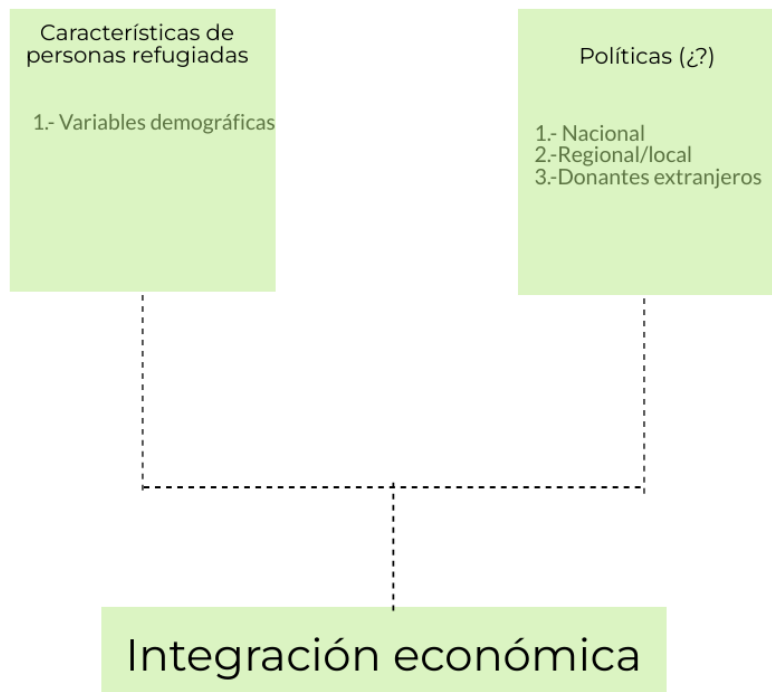 Características de
personas refugiadas
1.- Variables demográficas
Políticas (¿?)
1.- Nacional
2.-Regional/local
3.-Donantes extranjeros
Integración económica